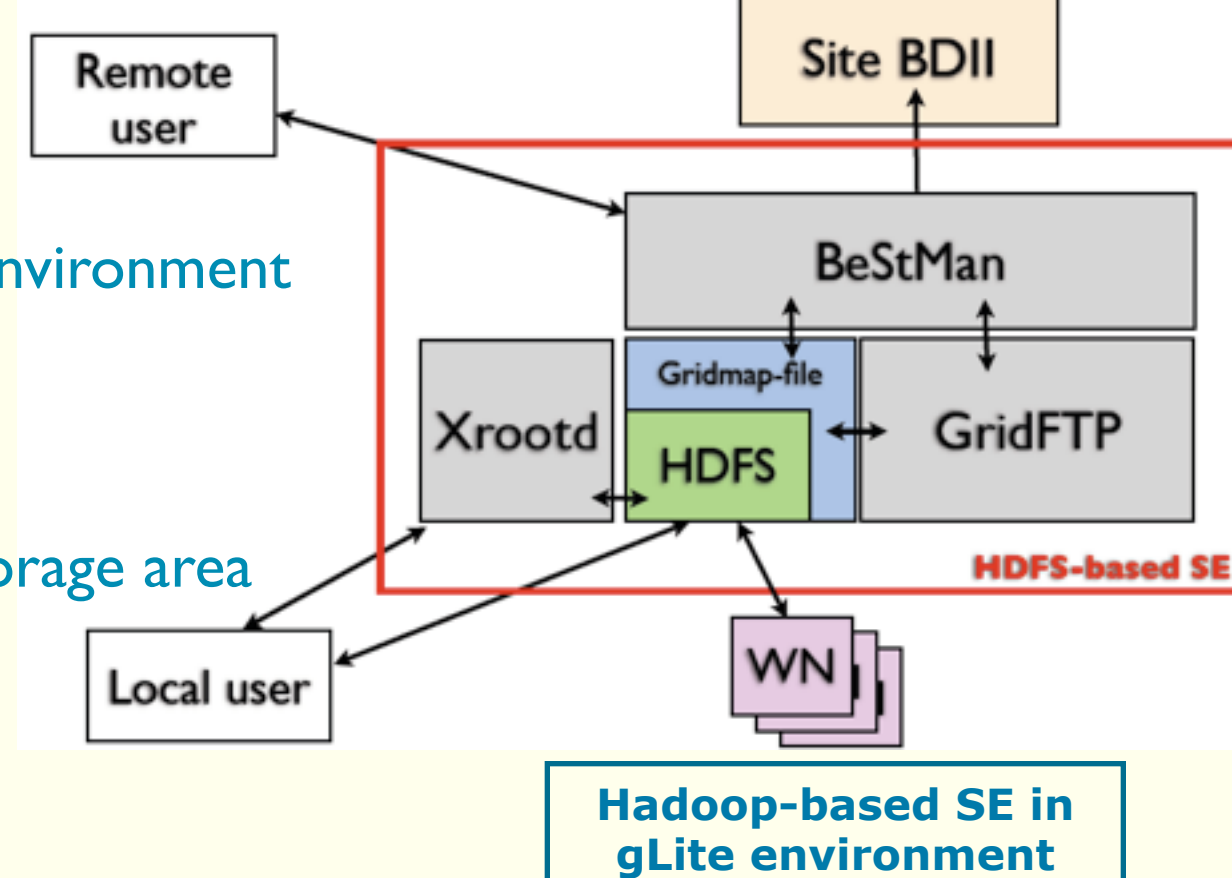 Remote
user
Site BDII
nvironment
BeStMan
Gridmap-file
Xrootd
HDFS
GridFTP
orage area
HDFS-based SE
Local user
WN
Hadoop-based SE in
gLite environment